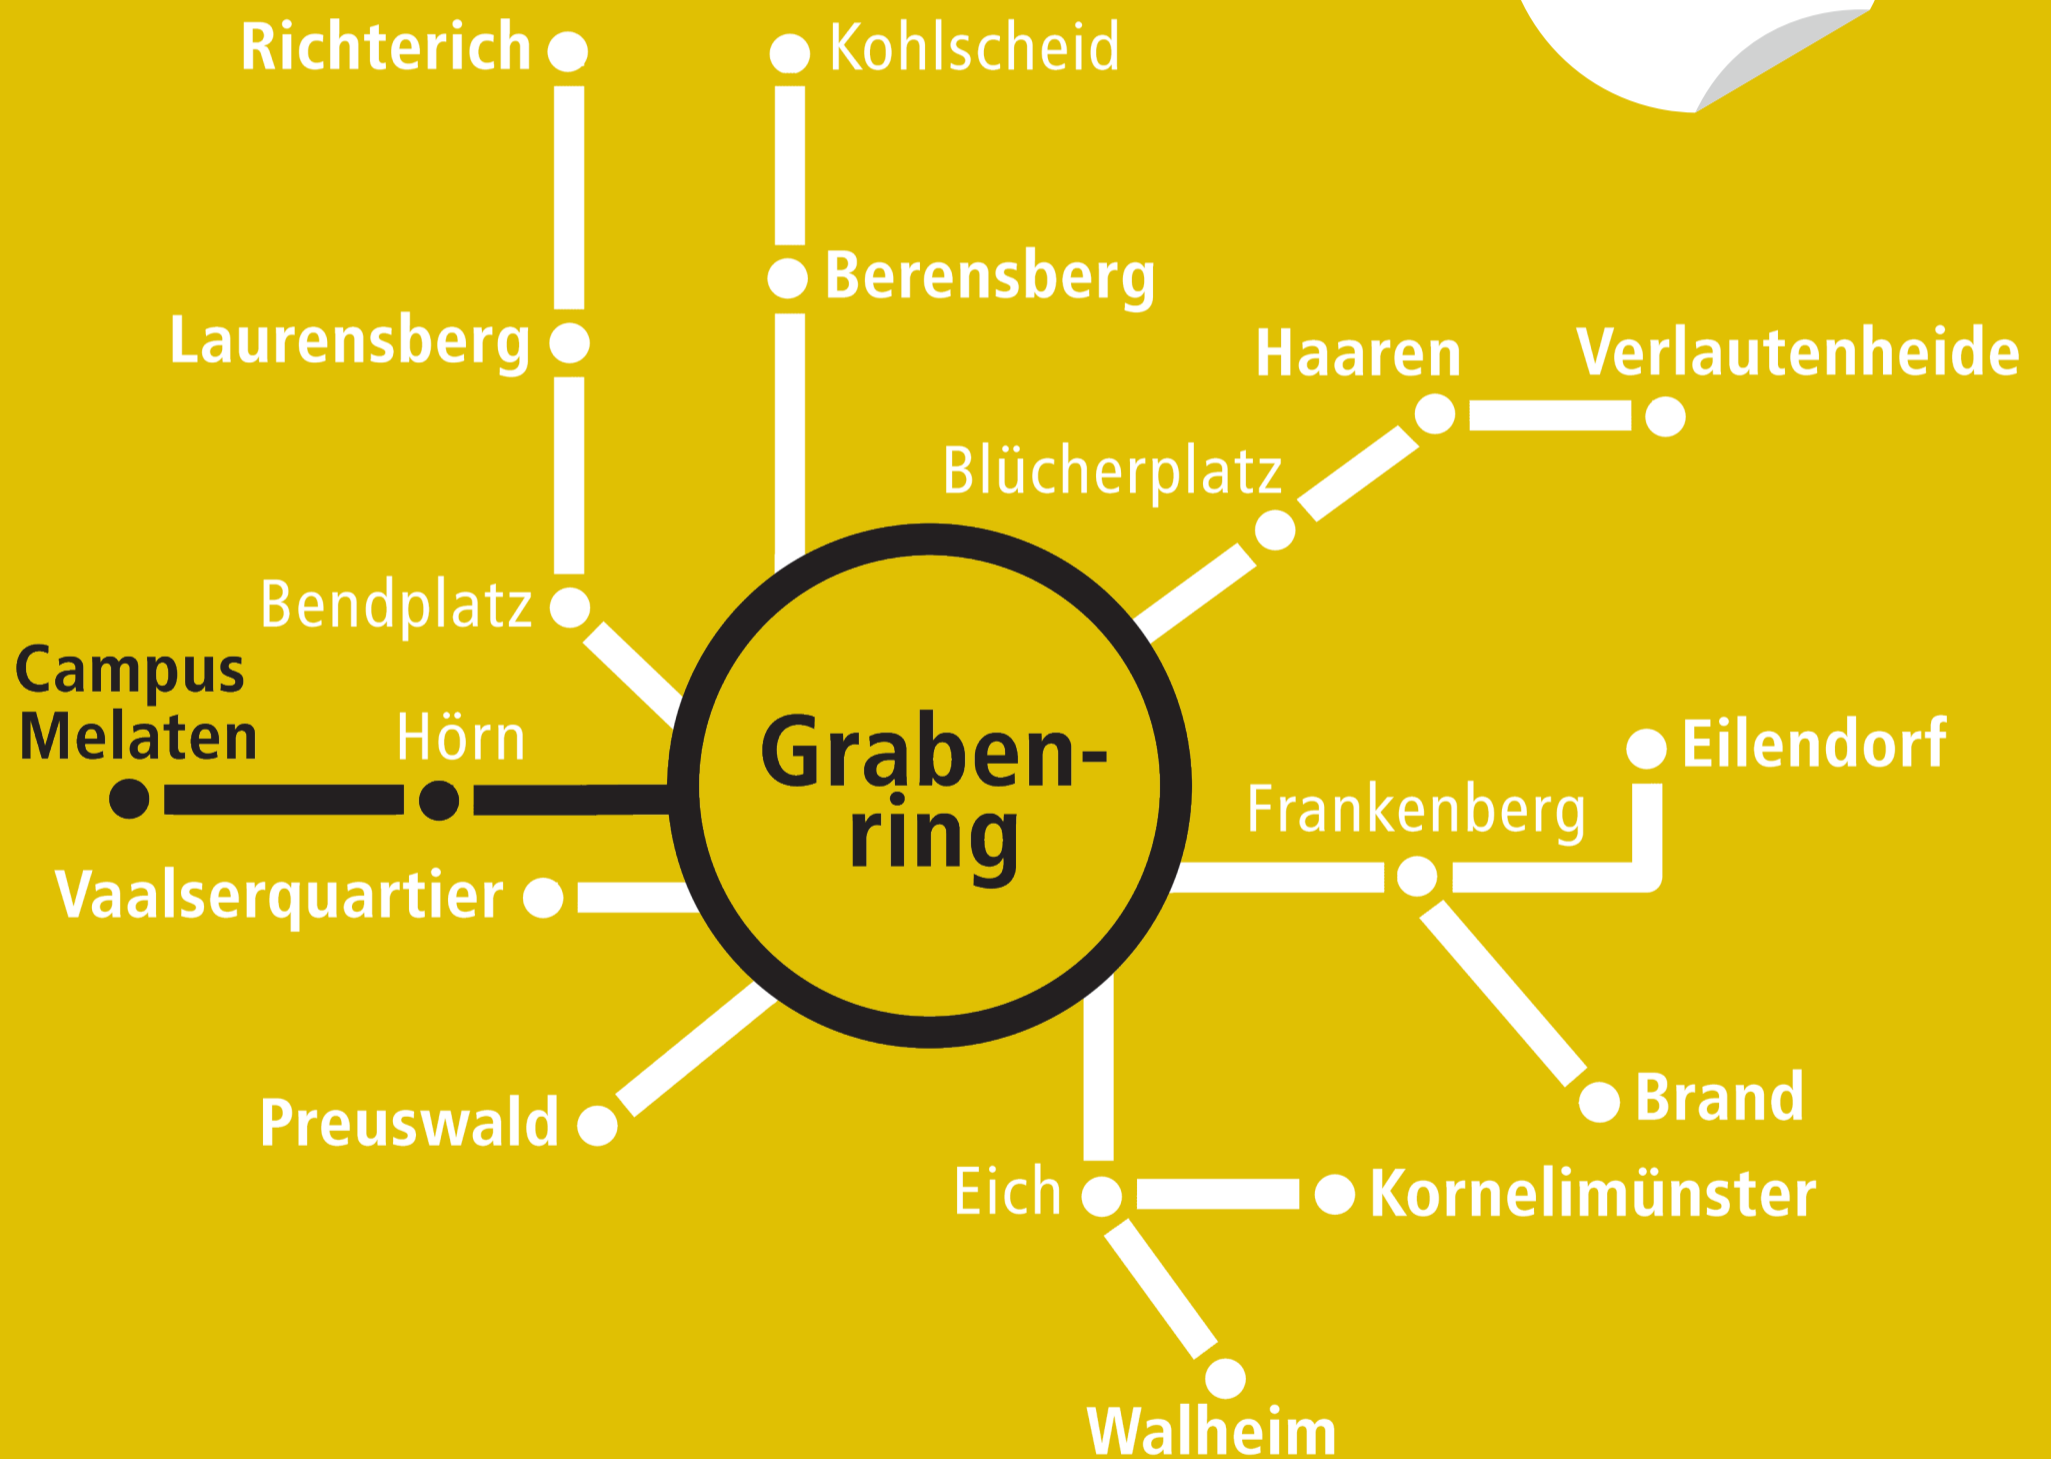 Richterich
Kohlscheid
Berensberg
Laurensberg
Haaren
Verlautenheide
Blücherplatz
Bendplatz
Campus
Melaten
Hörn
Graben-
ring
Eilendorf
Frankenberg
Vaalserquartier
Preuswald
Brand
Eich
Kornelimünster
Walheim